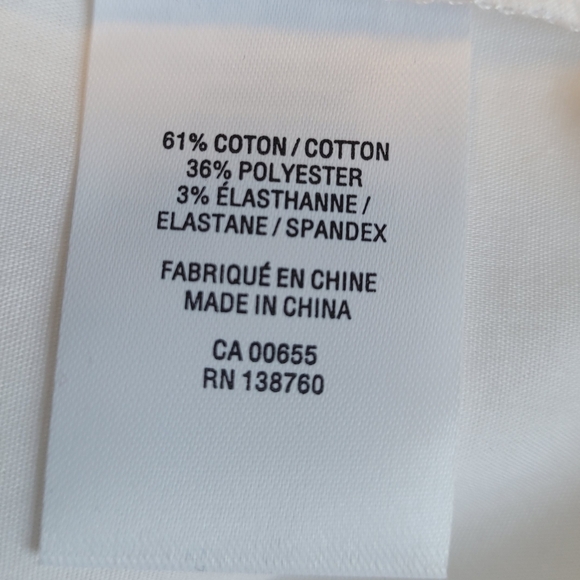 61% COTON / COTTON
36% POLYESTER
3% ÉLASTHANNE /
ELASTANE / SPANDEX
FABRIQUÉ EN CHINE
MADE IN CHINA
CA 00655
RN 138760